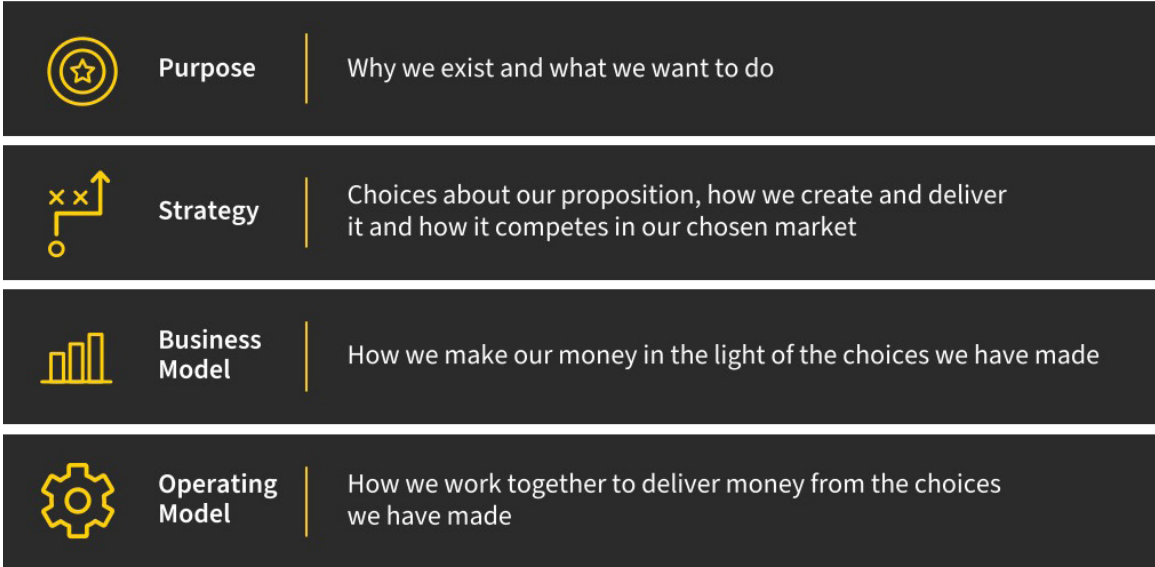 Purpose
Why we exist and what we want to do
Strategy
Choices about our proposition, how we create and deliver
it and how it competes in our chosen market
Business
Model
How we make our money in the light of the choices we have made
Operating
Model
How we work together to deliver money from the choices
we have made